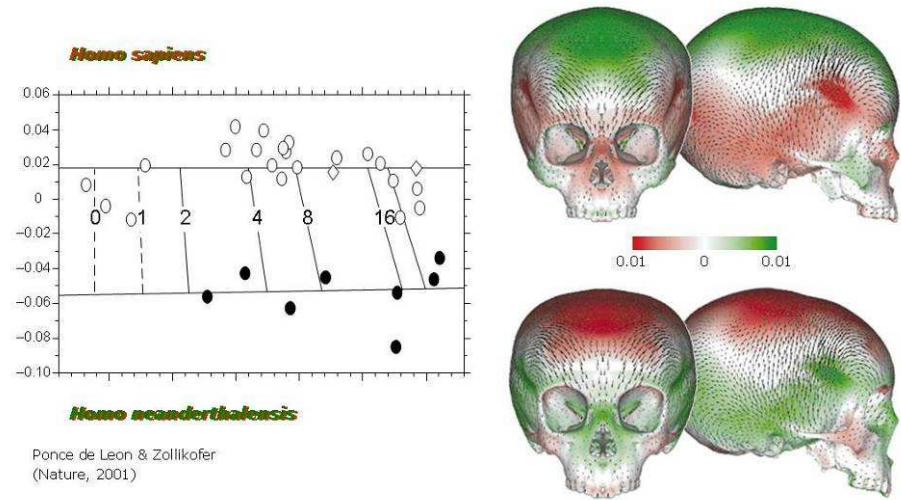 Homo sapiens
0.06
0.04
0.02
0
−0.02
−0.04
−0.06
−0.08
−0.10
0 1 2 4 8 16
Homo neanderthalensis
Ponce de Leon & Zollikofer
(Nature, 2001)
0.01 0 0.01